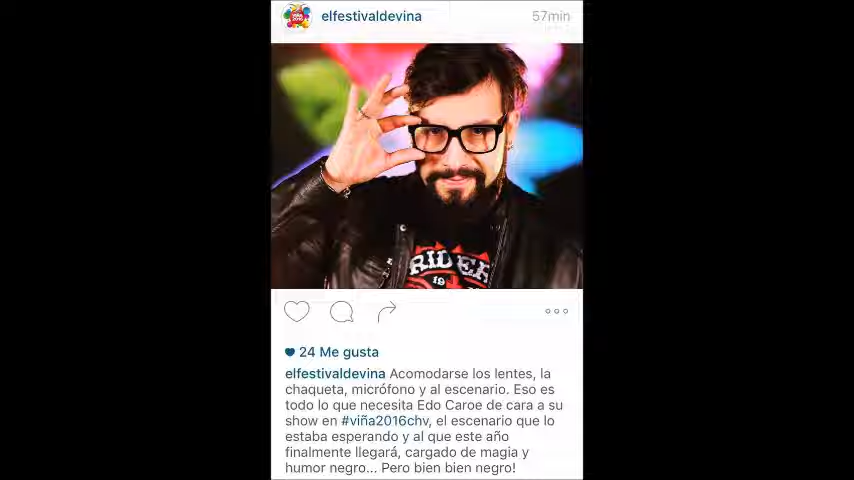 elfestivaldevina
57min
RIDER
19
24 Me gusta
elfestivaldevina Acomodarse los lentes, la
chaqueta, micrófono y al escenario. Eso es
todo lo que necesita Edo Caroe de cara a su
show en #viña2016chv, el escenario que lo
estaba esperando y al que este año
finalmente llegará, cargado de magia y
humor negro... Pero bien bien negro!